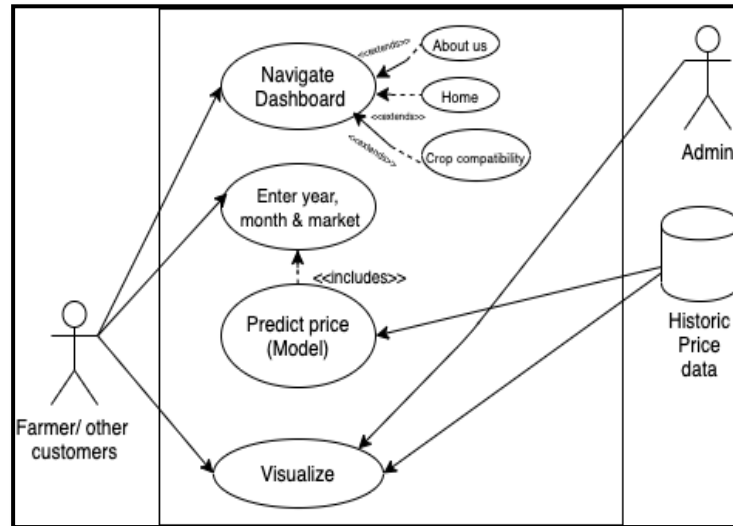 <<extends>>
About us
Navigate
Dashboard
Home
<<extends>>
<<extends>>
Crop compatibility
Admin
Enter year,
month & market
<<includes>>
Predict price
(Model)
Historic
Price
data
Farmer/ other
customers
Visualize